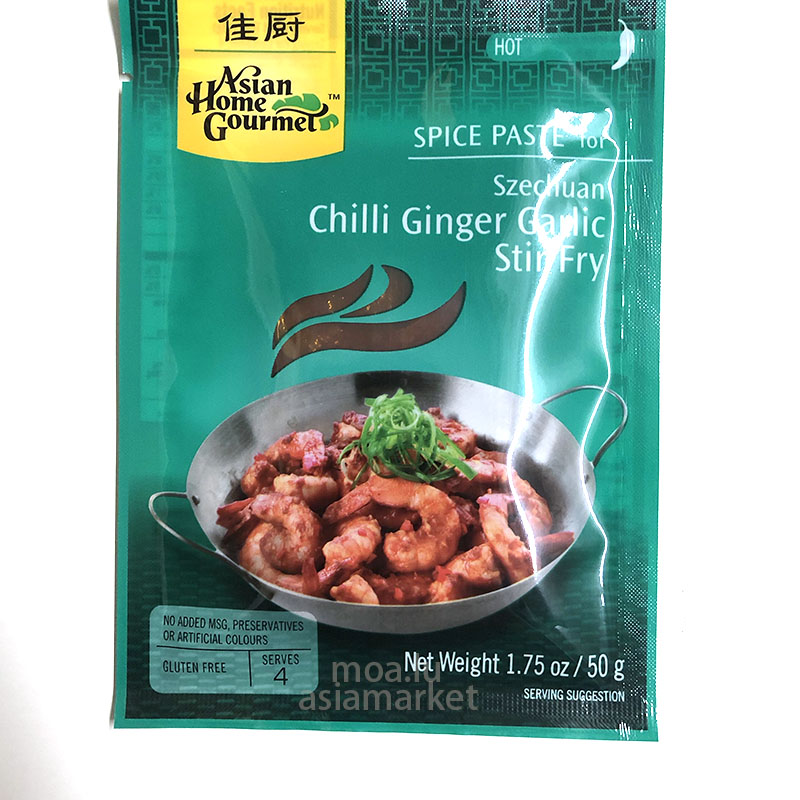 佳厨
Asian
Home
Gourmet™
HOT
SPICE PASTE for
Szechuan
Chilli Ginger Garlic
Stir Fry
NO ADDED MSG, PRESERVATIVES
OR ARTIFICIAL COLOURS
GLUTEN FREE
SERVES
4
Net Weight 1.75 oz / 50 g
SERVING SUGGESTION
moa.lu
asiamarket